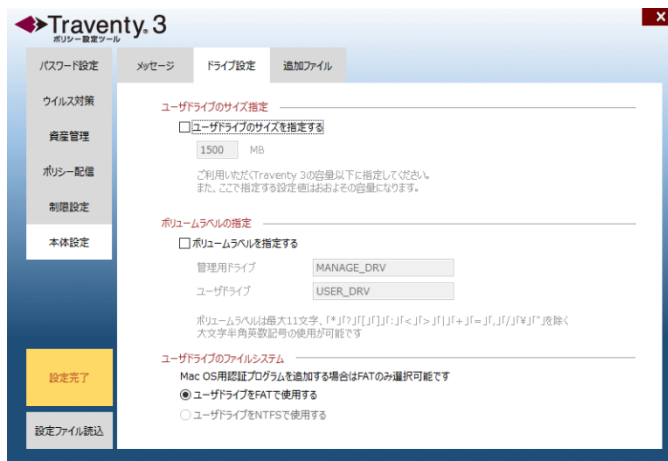 Traventy® 3
ポリシー設定ツール
X
パスワード設定
メッセージ
ドライブ設定
追加ファイル
ウイルス対策
資産管理
ポリシー配信
制限設定
本体設定
設定完了
設定ファイル読込
ユーザドライブのサイズ指定
ユーザドライブのサイズを指定する
1500 MB
ご利用いただくTraventy 3の容量以下に指定してください。
また、ここで指定する設定値はおおよその容量になります。
ボリュームラベルの指定
ボリュームラベルを指定する
管理用ドライブ MANAGE_DRV
ユーザドライブ USER_DRV
ボリュームラベルは最大11文字、「*」「?」「[」「]」「:」「<」「>」「|」「+」「=」「,」「/」「¥」「"」を除く
大文字半角英数記号の使用が可能です
ユーザドライブのファイルシステム
Mac OS用認証プログラムを追加する場合はFATのみ選択可能です
ユーザドライブをFATで使用する
ユーザドライブをNTFSで使用する